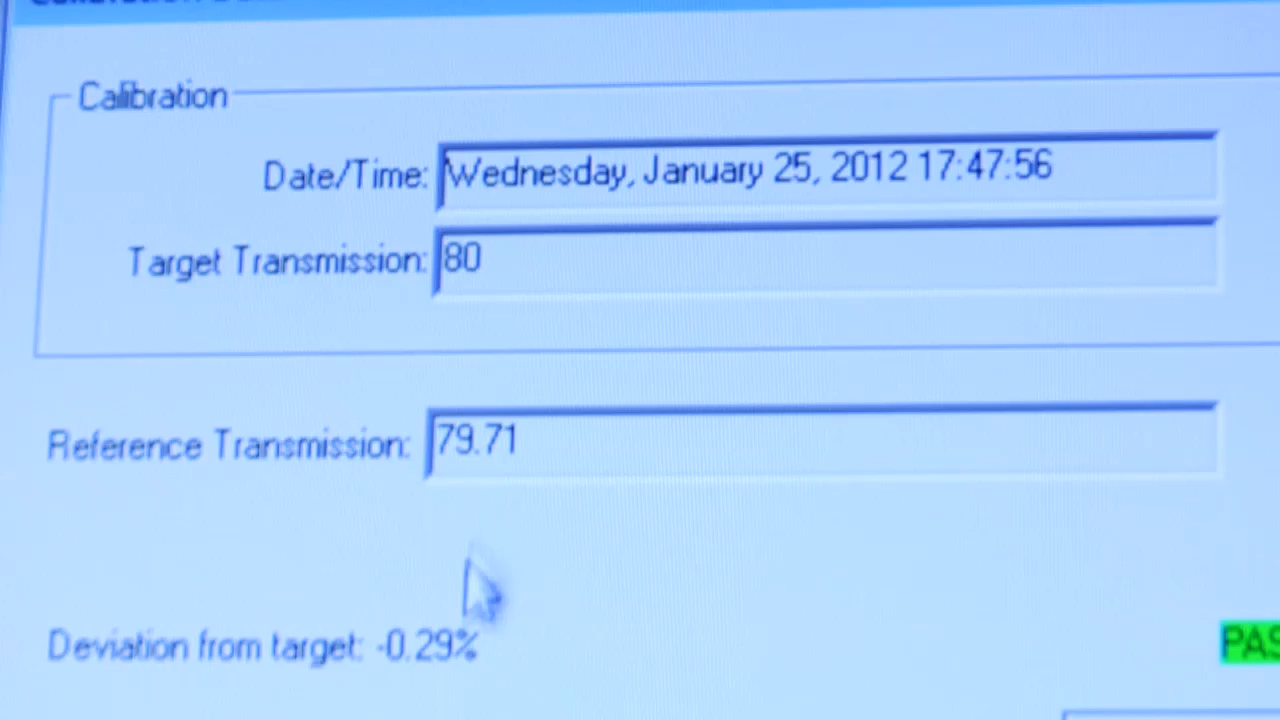 Calibration
Date/Time: Wednesday, January 25, 2012 17:47:56
Target Transmission: 80
Reference Transmission: 79.71
Deviation from target: -0.29%
PAS